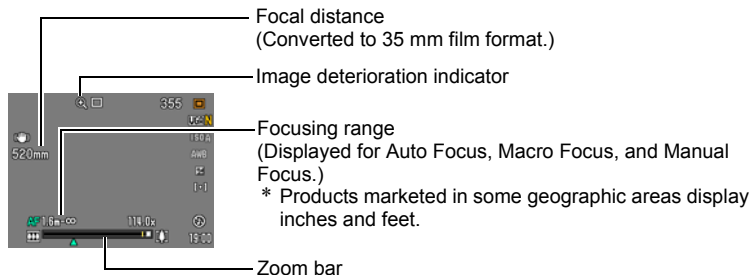 Focal distance
(Converted to 35 mm film format.)
Image deterioration indicator
355
N
ISO A
520mm
AWB
Focusing range
(Displayed for Auto Focus, Macro Focus, and Manual
Focus.)
* Products marketed in some geographic areas display
inches and feet.
AF 1.6m-∞ 114.0x
16:00
Zoom bar